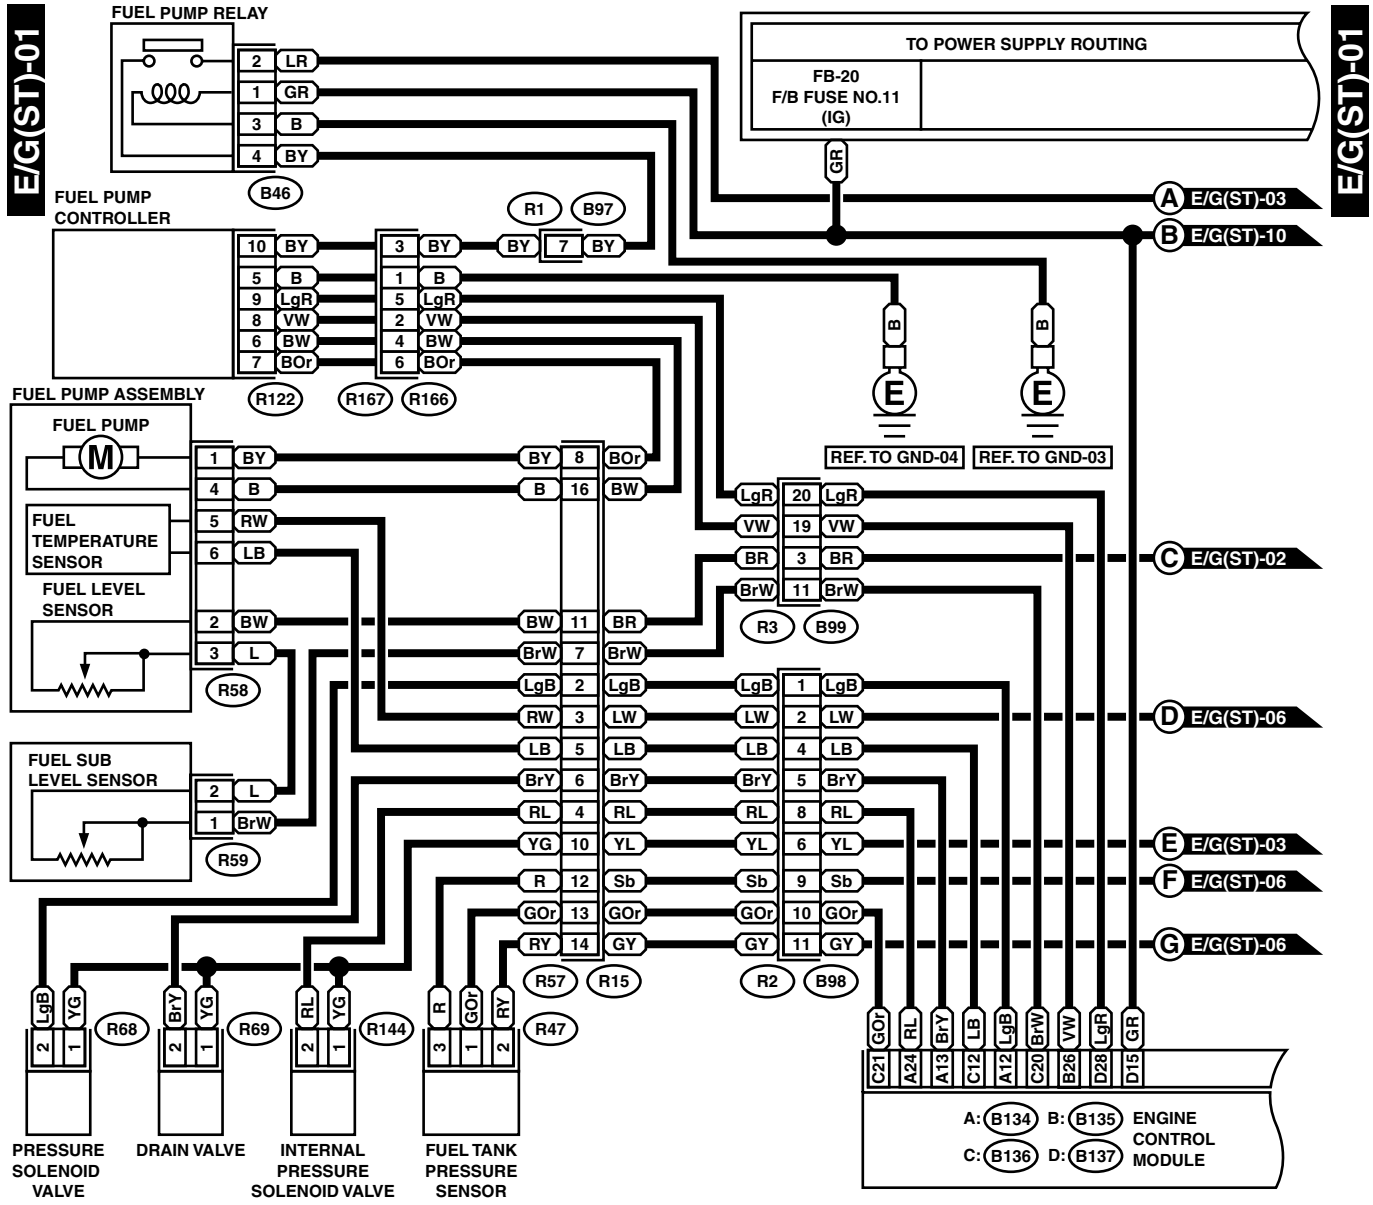 E/G(ST)-01
FUEL PUMP RELAY
2 LR
1 GR
3 B
4 BY
B46
TO POWER SUPPLY ROUTING
FB-20
F/B FUSE NO.11
(IG)
GR
E/G(ST)-01
A E/G(ST)-03
B E/G(ST)-10
FUEL PUMP
CONTROLLER
R1 B97
10 BY 3 BY BY 7 BY
5 B 1 B
9 LgR 5 LgR
8 VW 2 VW
6 BW 4 BW
7 BOr 6 BOr
R122 R167 R166
B B
E E
REF. TO GND-04 REF. TO GND-03
FUEL PUMP ASSEMBLY
FUEL PUMP
M
1 BY BY 8 BOr
4 B B 16 BW
FUEL
TEMPERATURE
SENSOR
5 RW
6 LB
LgR 20 LgR
VW 19 VW
BR 3 BR
BrW 11 BrW
R3 B99
C E/G(ST)-02
FUEL LEVEL
SENSOR
2 BW BW 11 BR
3 L BrW 7 BrW
R58
LgB 2 LgB LgB 1 LgB
RW 3 LW LW 2 LW
D E/G(ST)-06
LB 5 LB LB 4 LB
BrY 6 BrY BrY 5 BrY
RL 4 RL RL 8 RL
YG 10 YL YL 6 YL
E E/G(ST)-03
R 12 Sb Sb 9 Sb
F E/G(ST)-06
GOr 13 GOr GOr 10 GOr
RY 14 GY GY 11 GY
G E/G(ST)-06
R57 R15 R2 B98
FUEL SUB
LEVEL SENSOR
2 L
1 BrW
R59
LgB YG R68
2 1
BrY YG R69
2 1
RL YG R144
2 1
R GOr RY R47
3 1 2
PRESSURE
SOLENOID
VALVE
DRAIN VALVE
INTERNAL
PRESSURE
SOLENOID VALVE
FUEL TANK
PRESSURE
SENSOR
GOr RL BrY LB LgB BrW VW LgR GR
C21 A24 A13 C12 A12 C20 B26 D28 D15
A: B134 B: B135
C: B136 D: B137
ENGINE
CONTROL
MODULE